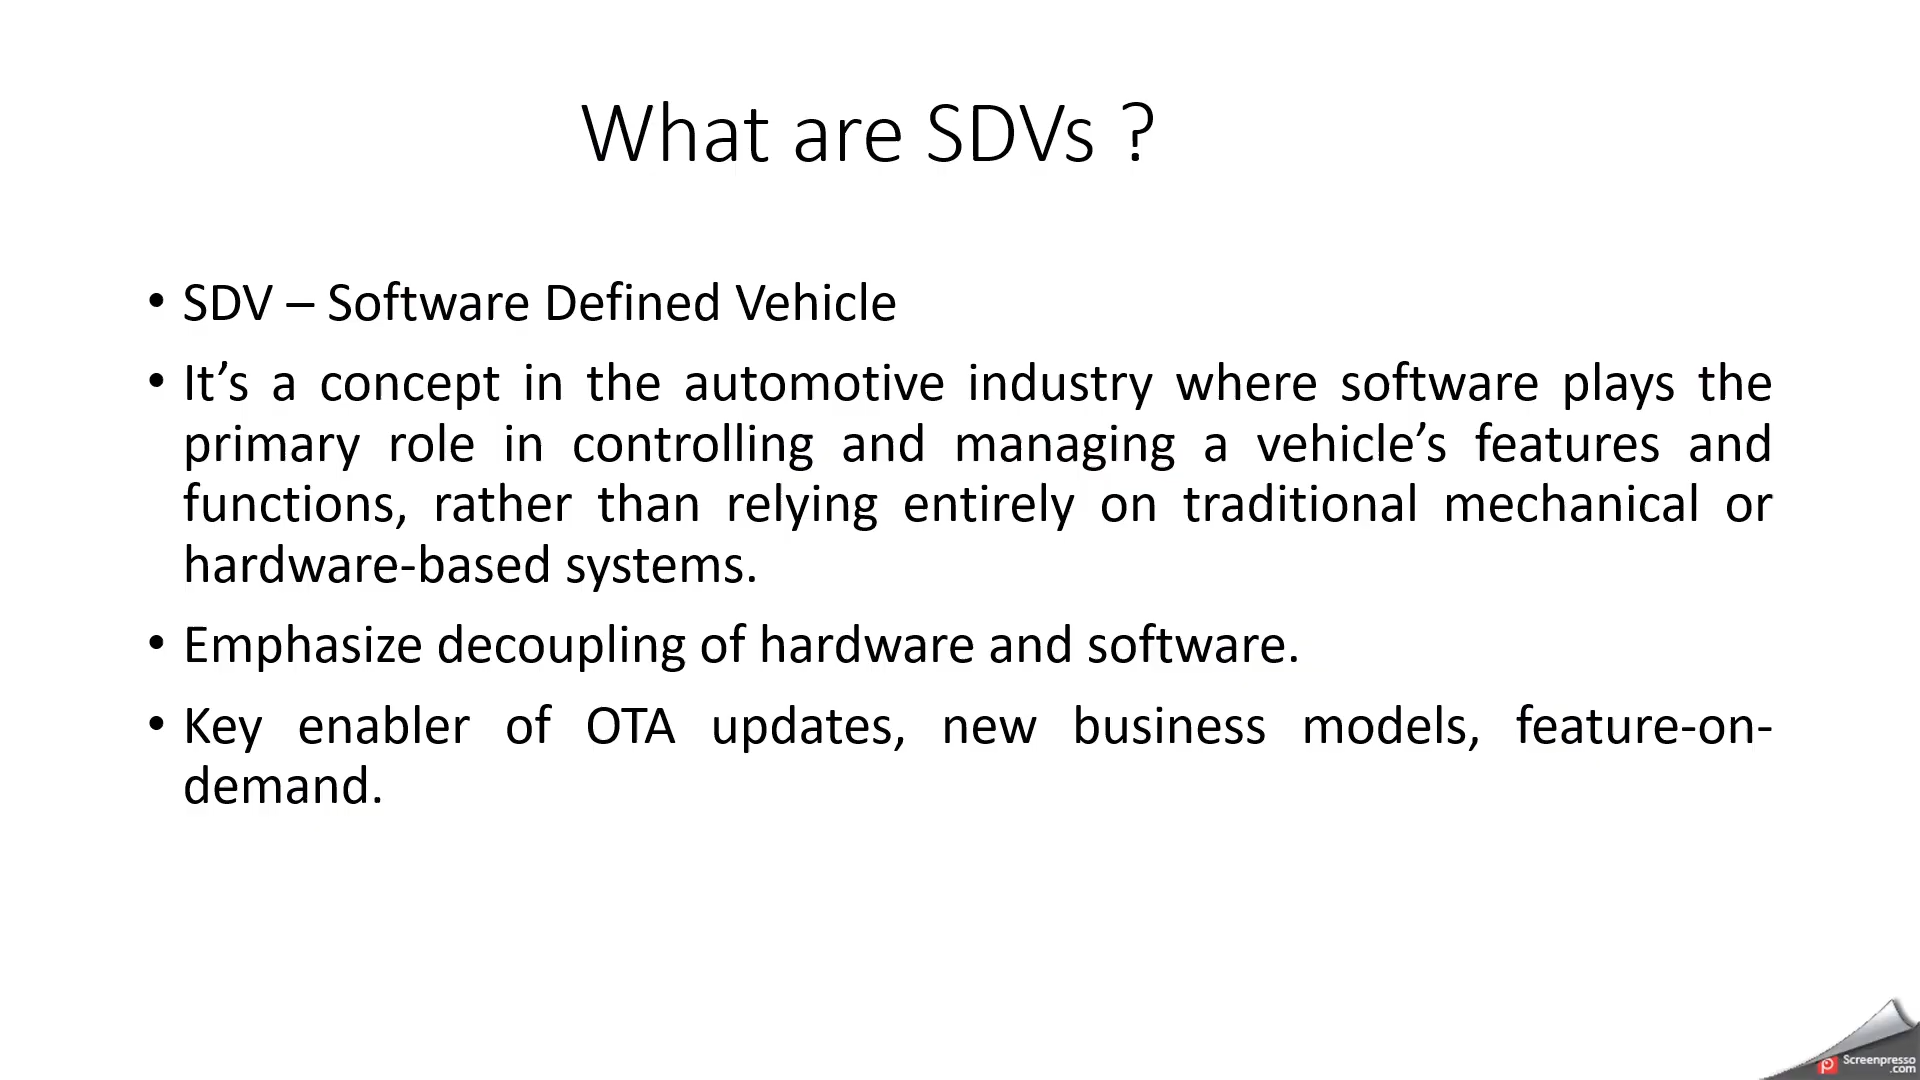 What are SDVs ?
• SDV – Software Defined Vehicle
• It’s a concept in the automotive industry where software plays the
primary role in controlling and managing a vehicle’s features and
functions, rather than relying entirely on traditional mechanical or
hardware-based systems.
• Emphasize decoupling of hardware and software.
• Key enabler of OTA updates, new business models, feature-on-
demand.
Screenpresso
.com